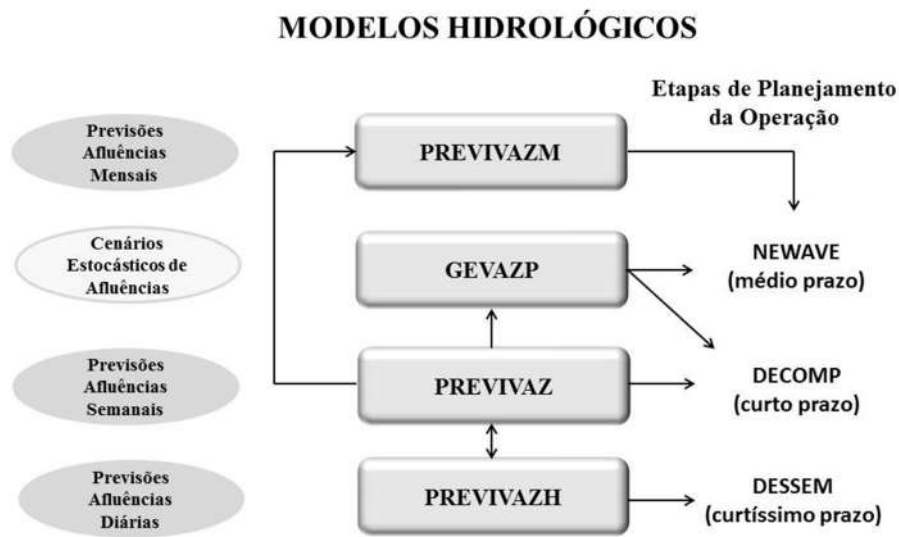 MODELOS HIDROLÓGICOS
Etapas de Planejamento
da Operação
Previsões
Afluências
Mensais
PREVIVAZM
Cenários
Estocásticos de
Afluências
GEVAZP
NEWAVE
(médio prazo)
Previsões
Afluências
Semanais
PREVIVAZ
DECOMP
(curto prazo)
Previsões
Afluências
Diárias
PREVIVAZH
DESSEM
(curtíssimo prazo)